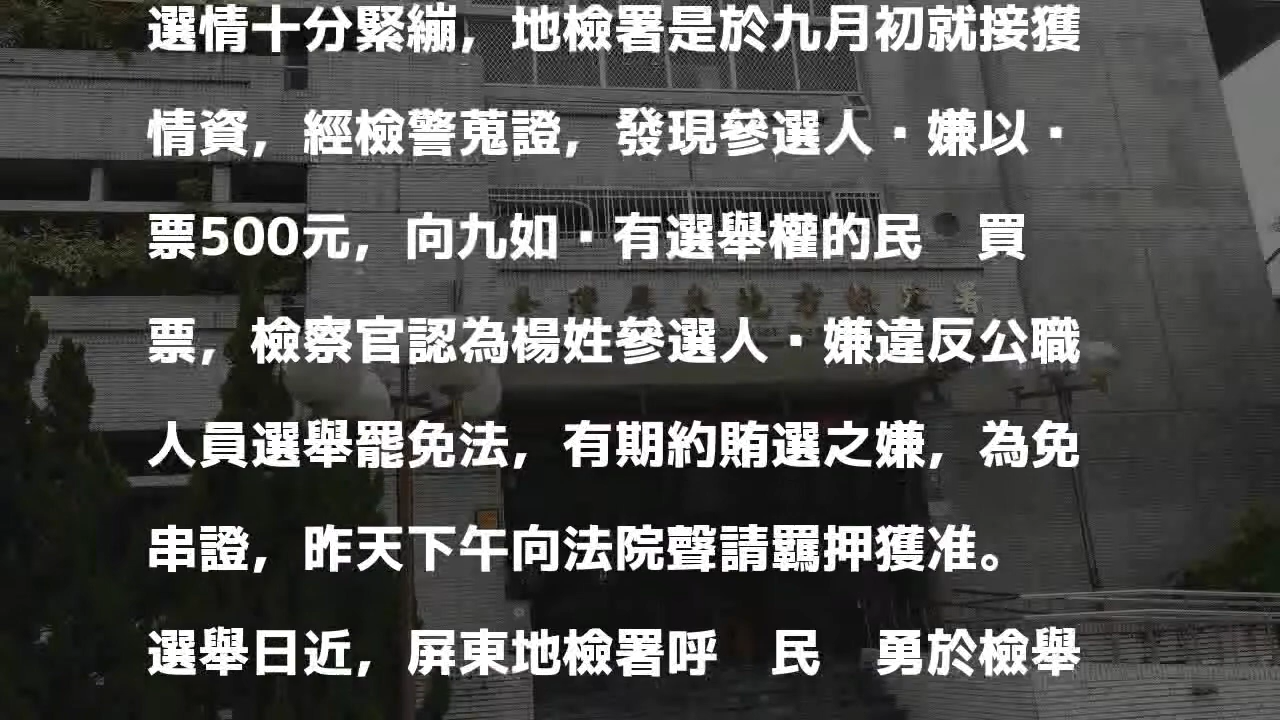 選情十分緊繃，地檢署是於九月初就接獲
情資，經檢警蒐證，發現參選人▪嫌以▪
票500元，向九如▪有選舉權的民　買
票，檢察官認為楊姓參選人▪嫌違反公職
人員選舉罷免法，有期約賄選之嫌，為免
串證，昨天下午向法院聲請羈押獲准。
選舉日近，屏東地檢署呼　民　勇於檢舉